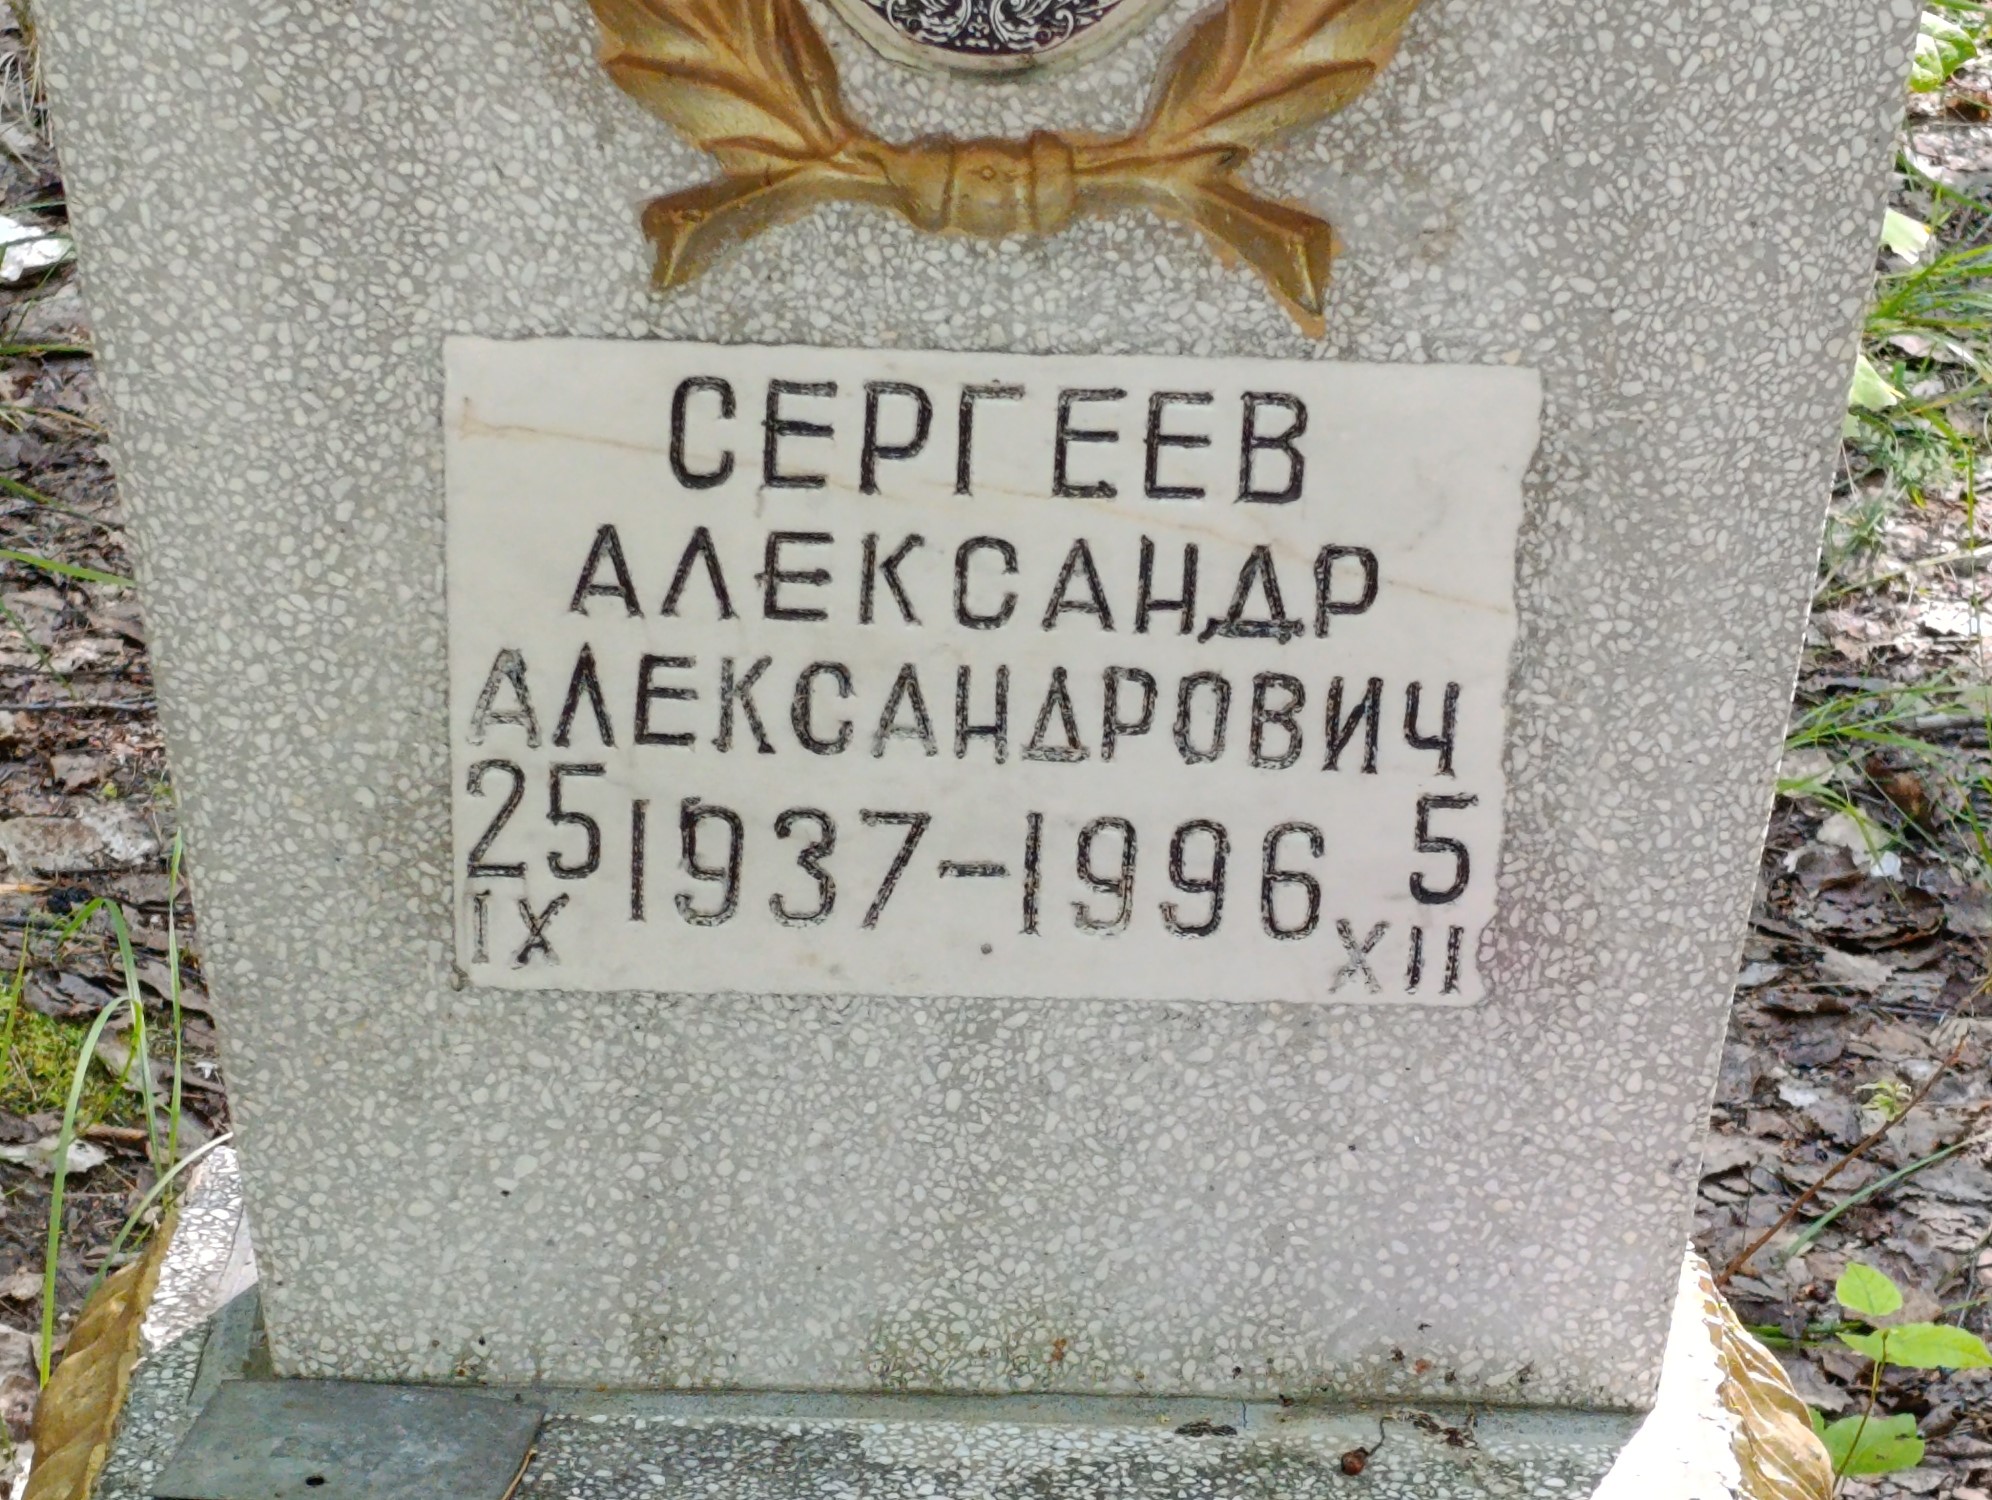 СЕРГЕЕВ
АЛЕКСАНДР
АЛЕКСАНДРОВИЧ
25 1937-1996 5
IX XII